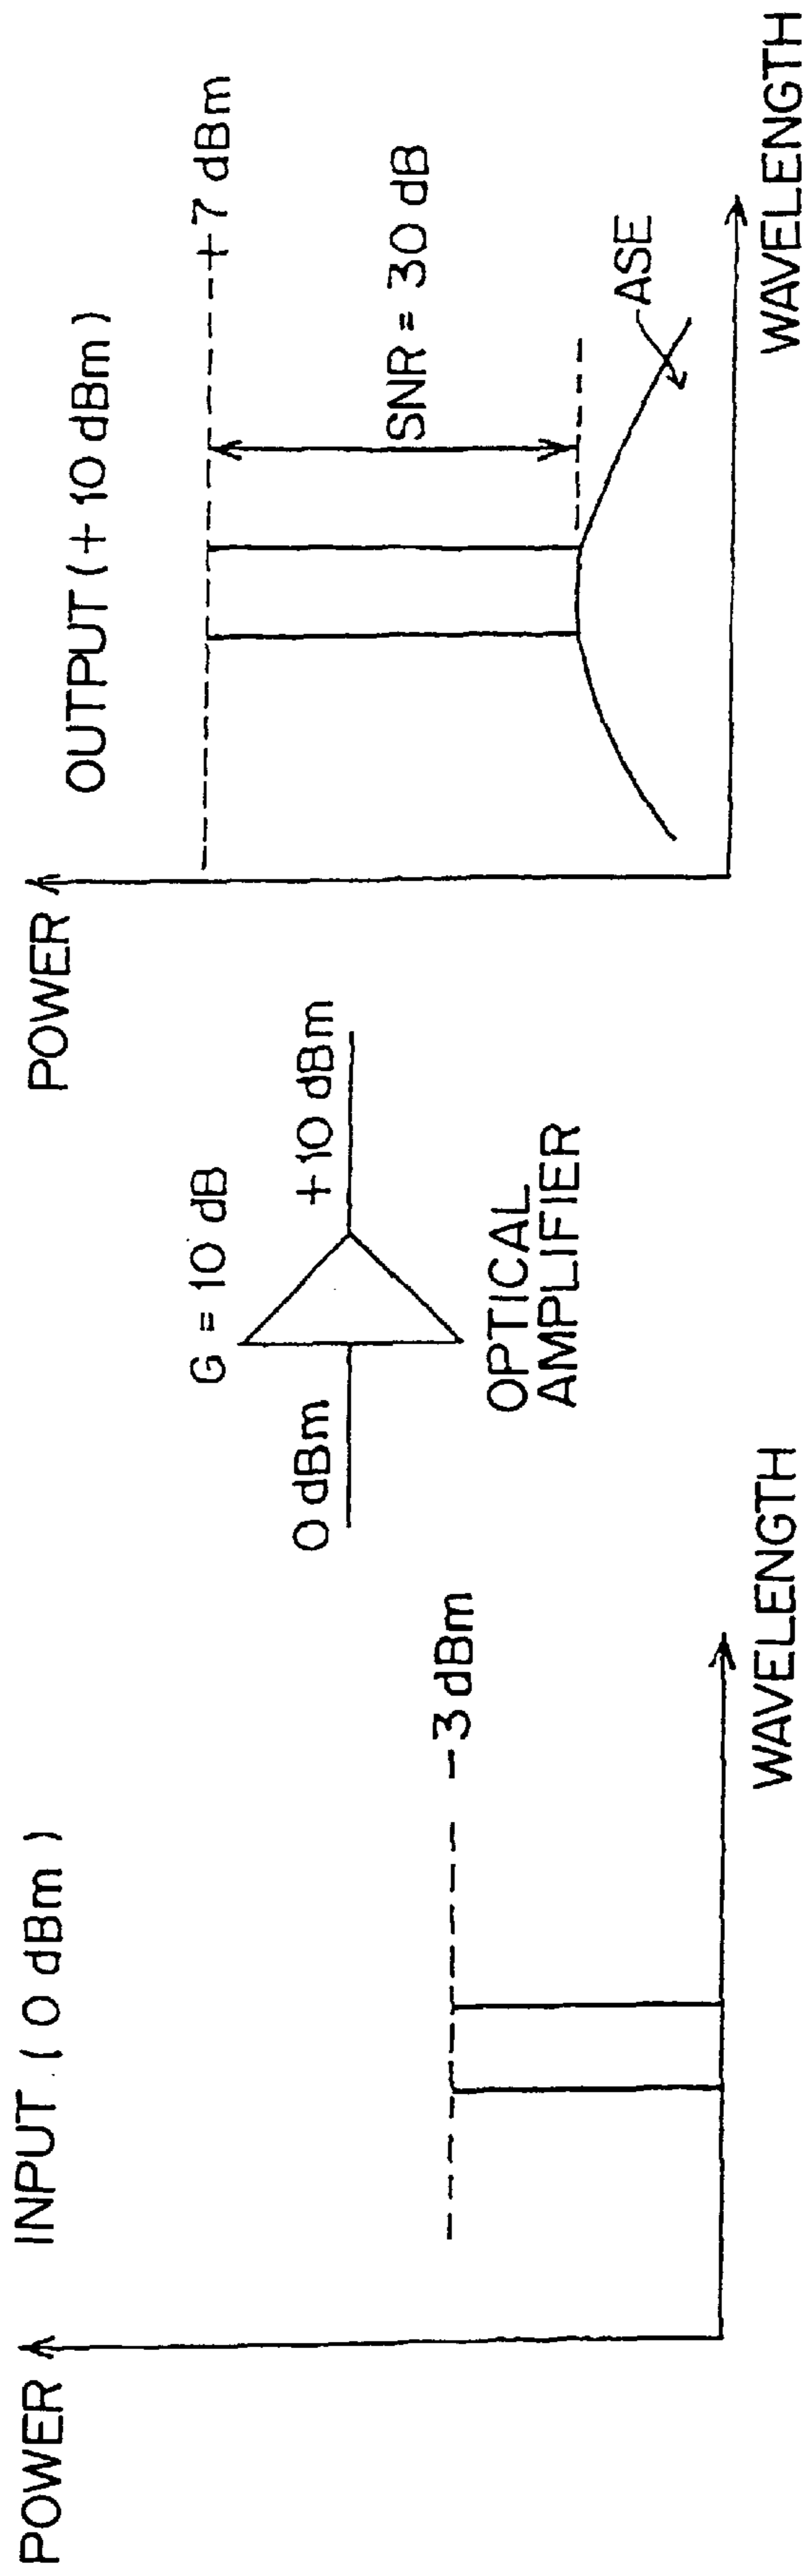 POWER
INPUT ( 0 dBm )
-3 dBm
WAVELENGTH
G = 10 dB
0 dBm
+10 dBm
OPTICAL
AMPLIFIER
POWER
OUTPUT (+ 10 dBm )
+7 dBm
SNR = 30 dB
ASE
WAVELENGTH